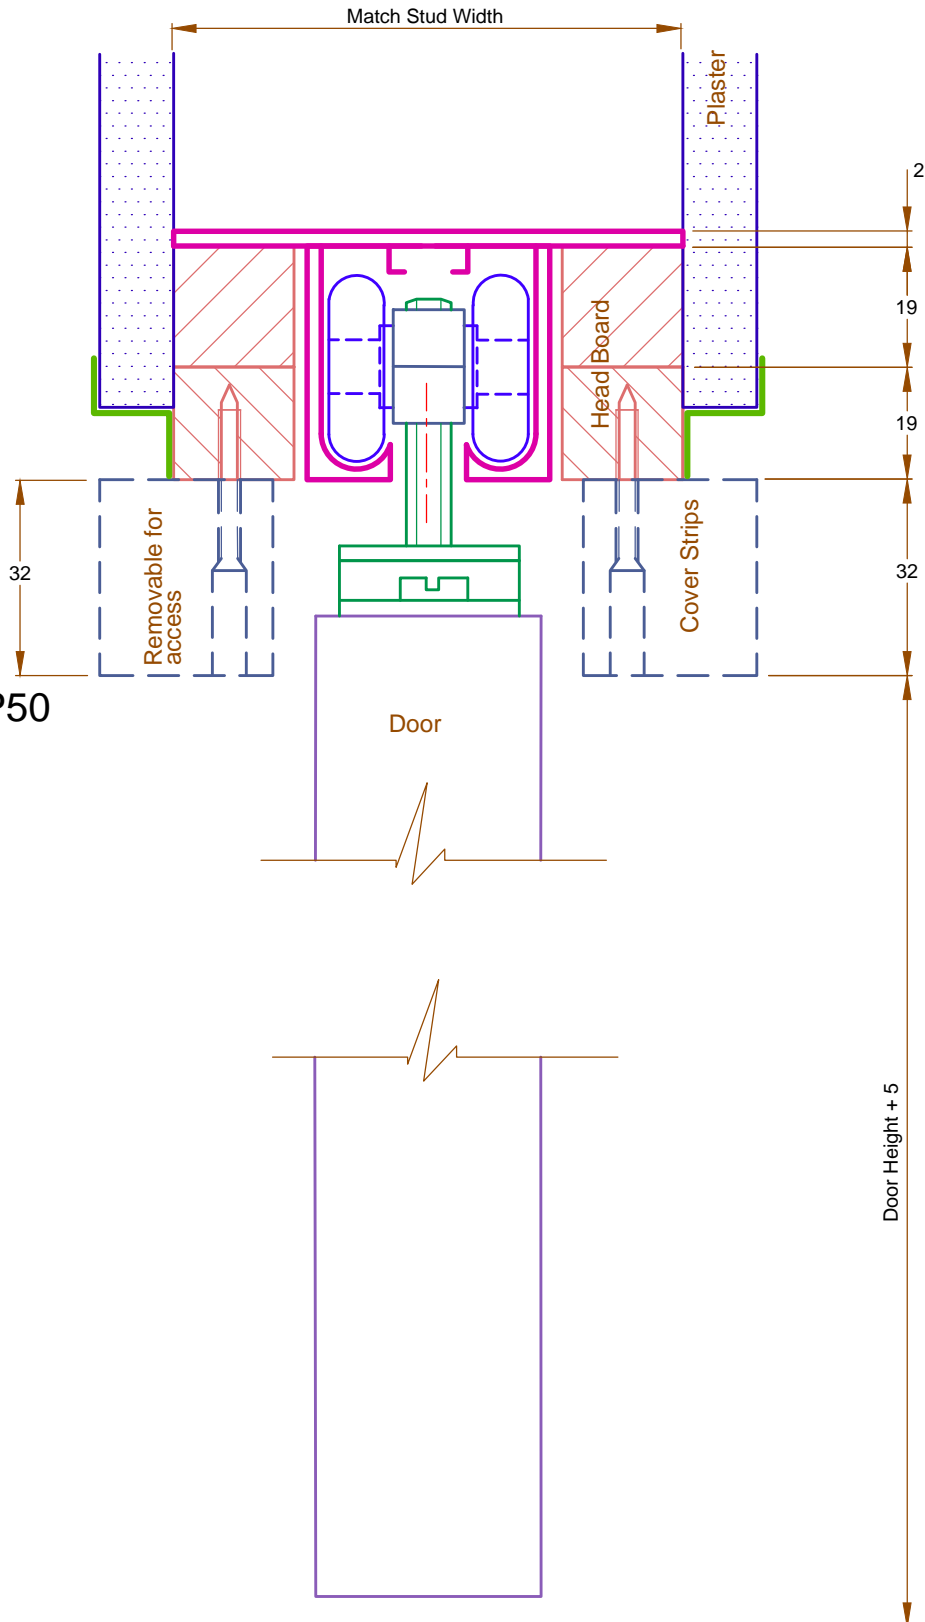 Match Stud Width
Plaster
2
19
Head Board
19
32
Removable for
access
Cover Strips
32
P50
Door
Door Height + 5